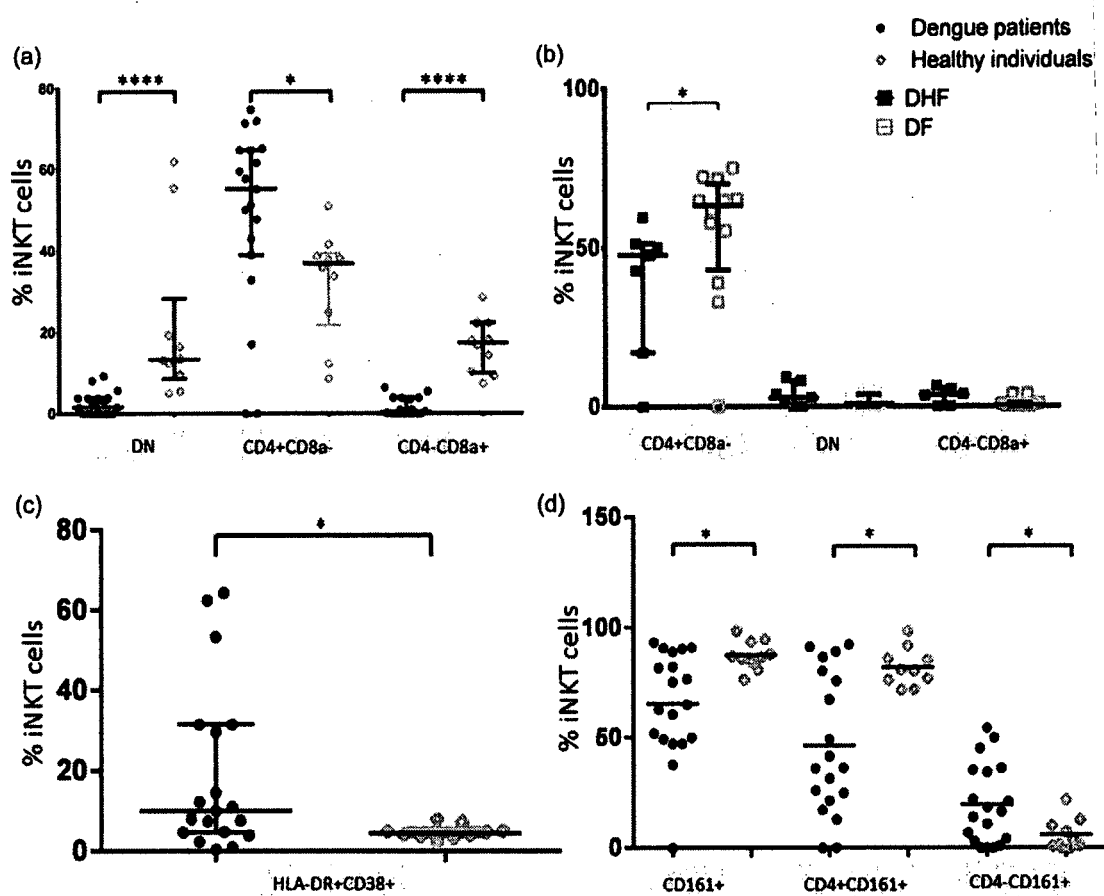 ● Dengue patients
◇ Healthy individuals
■ DHF
□ DF
(a)
****
*
****
80
60
40
20
0
% iNKT cells
DN
CD4+CD8a-
CD4-CD8a+
(b)
*
100
50
0
% iNKT cells
CD4+CD8a-
DN
CD4-CD8a+
(c)
*
80
60
40
20
0
% iNKT cells
HLA-DR+CD38+
(d)
*
*
*
150
100
50
0
% iNKT cells
CD161+
CD4+CD161+
CD4-CD161+